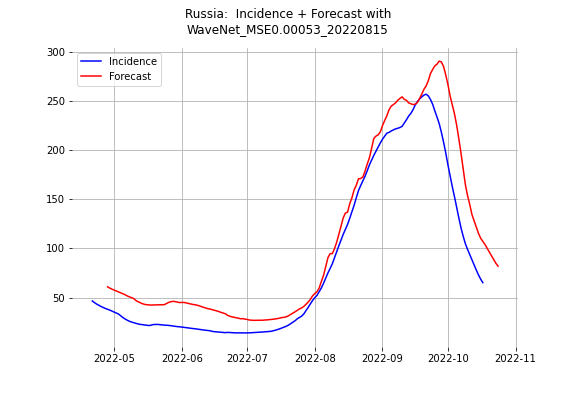 Russia:  Incidence + Forecast with
WaveNet_MSE0.00053_20220815
Incidence
Forecast
300
250
200
150
100
50
2022-05 2022-06 2022-07 2022-08 2022-09 2022-10 2022-11